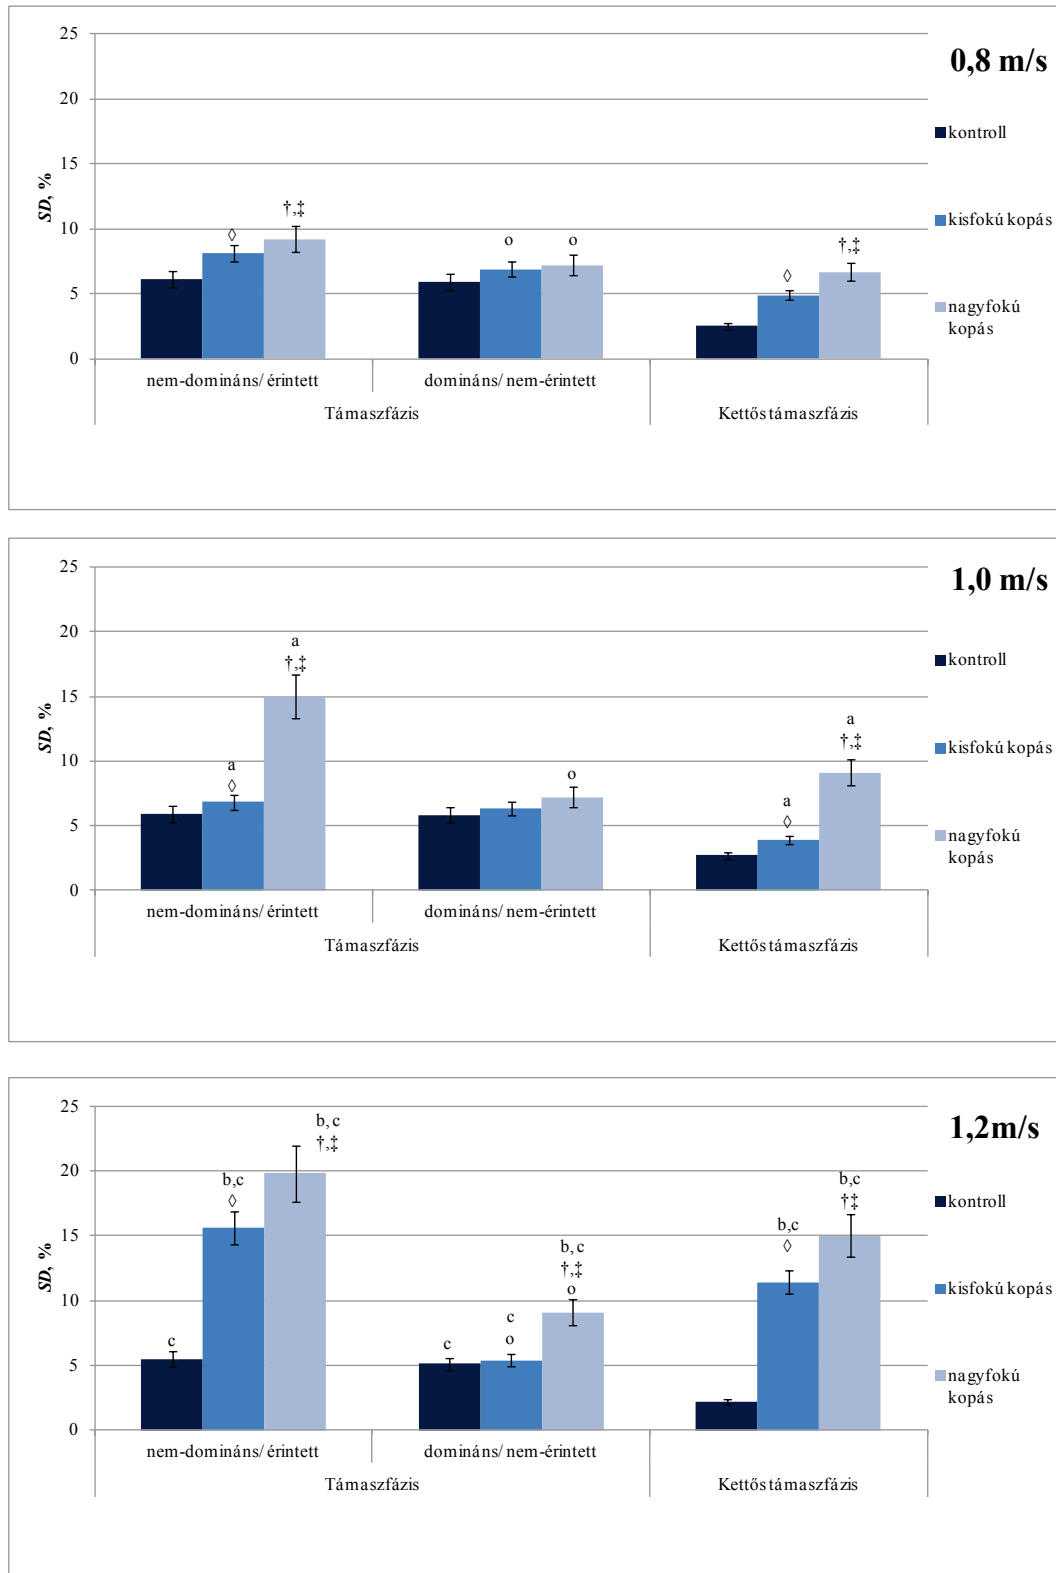 25
0,8 m/s
20
kontroll
15
SD, %
†,‡
10
◊
o
o
†,‡
kisfokú kopás
◊
5
nagyfokú
kopás
0
nem-domináns/ érintett
domináns/ nem-érintett
Támaszfázis
Kettős támaszfázis
25
1,0 m/s
20
a
†,‡
kontroll
15
SD, %
a
†,‡
kisfokú kopás
10
a
◊
o
a
◊
5
nagyfokú
kopás
0
nem-domináns/ érintett
domináns/ nem-érintett
Támaszfázis
Kettős támaszfázis
25
1,2m/s
b, c
†,‡
20
b,c
◊
b,c
†‡
kontroll
b,c
◊
15
SD, %
b, c
†,‡
o
kisfokú kopás
10
c
c
c
o
5
nagyfokú
kopás
0
nem-domináns/ érintett
domináns/ nem-érintett
Támaszfázis
Kettős támaszfázis